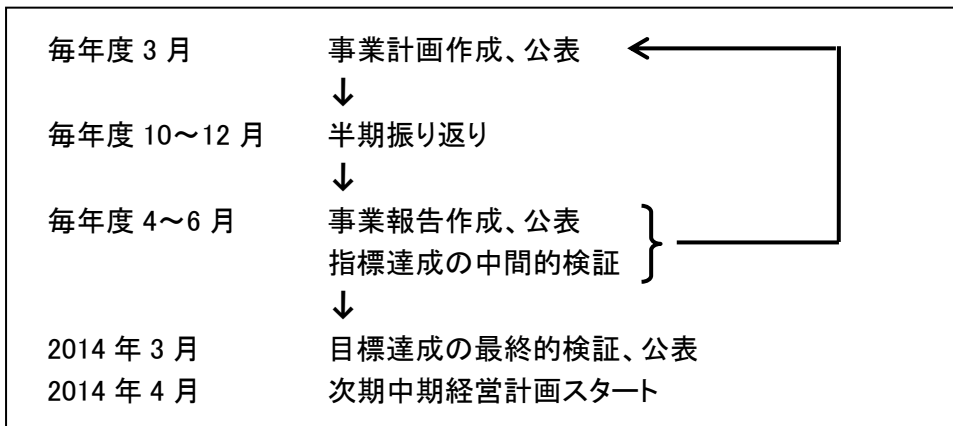 毎年度 3 月 事業計画作成、公表
↓
毎年度 10～12 月 半期振り返り
↓
毎年度 4～6 月 事業報告作成、公表
指標達成の中間的検証
↓
2014 年 3 月 目標達成の最終的検証、公表
2014 年 4 月 次期中期経営計画スタート